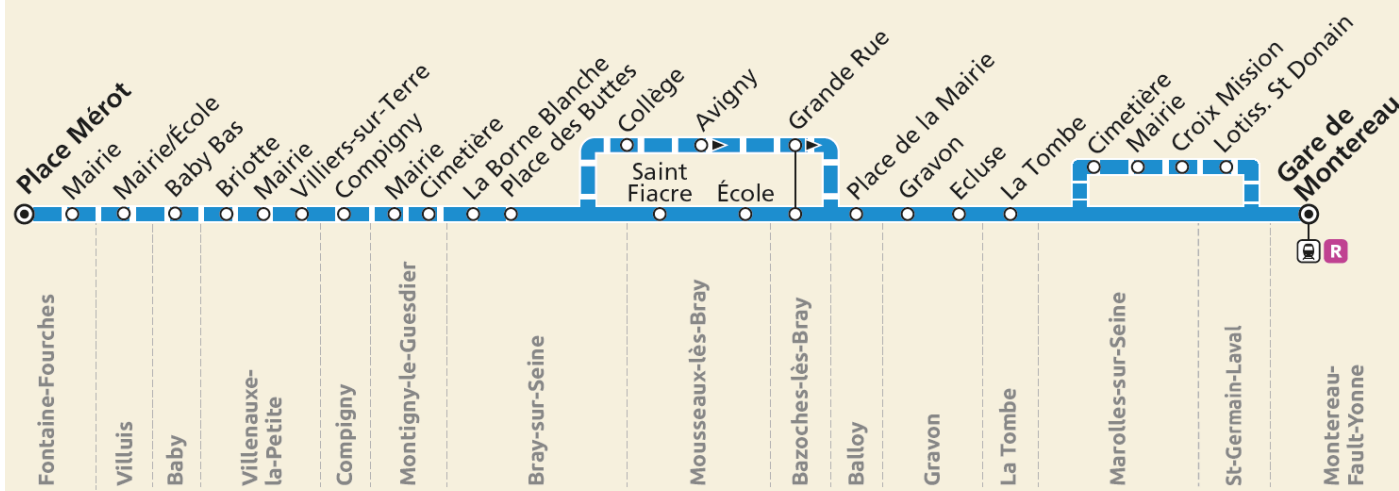 Place Mérot
Mairie
Mairie/École
Baby Bas
Briotte
Mairie
Villiers-sur-Terre
Compigny
Mairie
Cimetière
La Borne Blanche
Place des Buttes
Collège
Avigny
Grande Rue
Saint
Fiacre
École
Place de la Mairie
Gravon
Ecluse
La Tombe
Cimetière
Mairie
Croix Mission
Lotiss. St Donain
Gare de
Montereau
R
Fontaine-Fourches
Villuis
Baby
Villenauxe-
la-Petite
Compigny
Montigny-le-Guesdier
Bray-sur-Seine
Mousseaux-lès-Bray
Bazoches-lès-Bray
Balloy
Gravon
La Tombe
Marolles-sur-Seine
St-Germain-Laval
Montereau-
Fault-Yonne